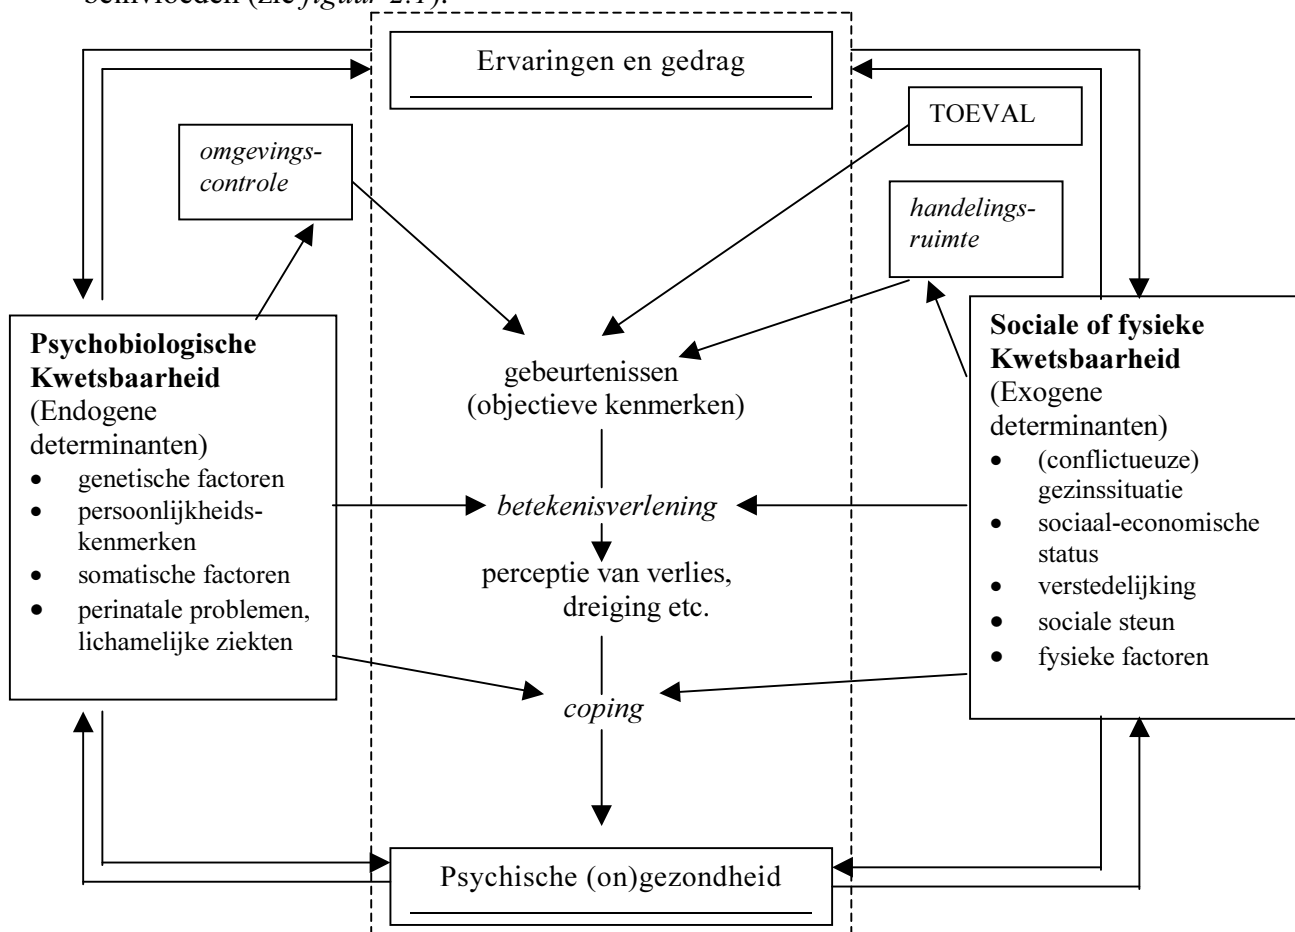 beïnvloeden (zie figuur 2.1).
Ervaringen en gedrag
TOEVAL
omgevings-
controle
handelings-
ruimte
Psychobiologische
Kwetsbaarheid
(Endogene
determinanten)
• genetische factoren
• persoonlijkheids-
kenmerken
• somatische factoren
• perinatale problemen,
lichamelijke ziekten
gebeurtenissen
(objectieve kenmerken)
betekenisverlening
perceptie van verlies,
dreiging etc.
coping
Sociale of fysieke
Kwetsbaarheid
(Exogene
determinanten)
• (conflictueuze)
gezinssituatie
• sociaal-economische
status
• verstedelijking
• sociale steun
• fysieke factoren
Psychische (on)gezondheid